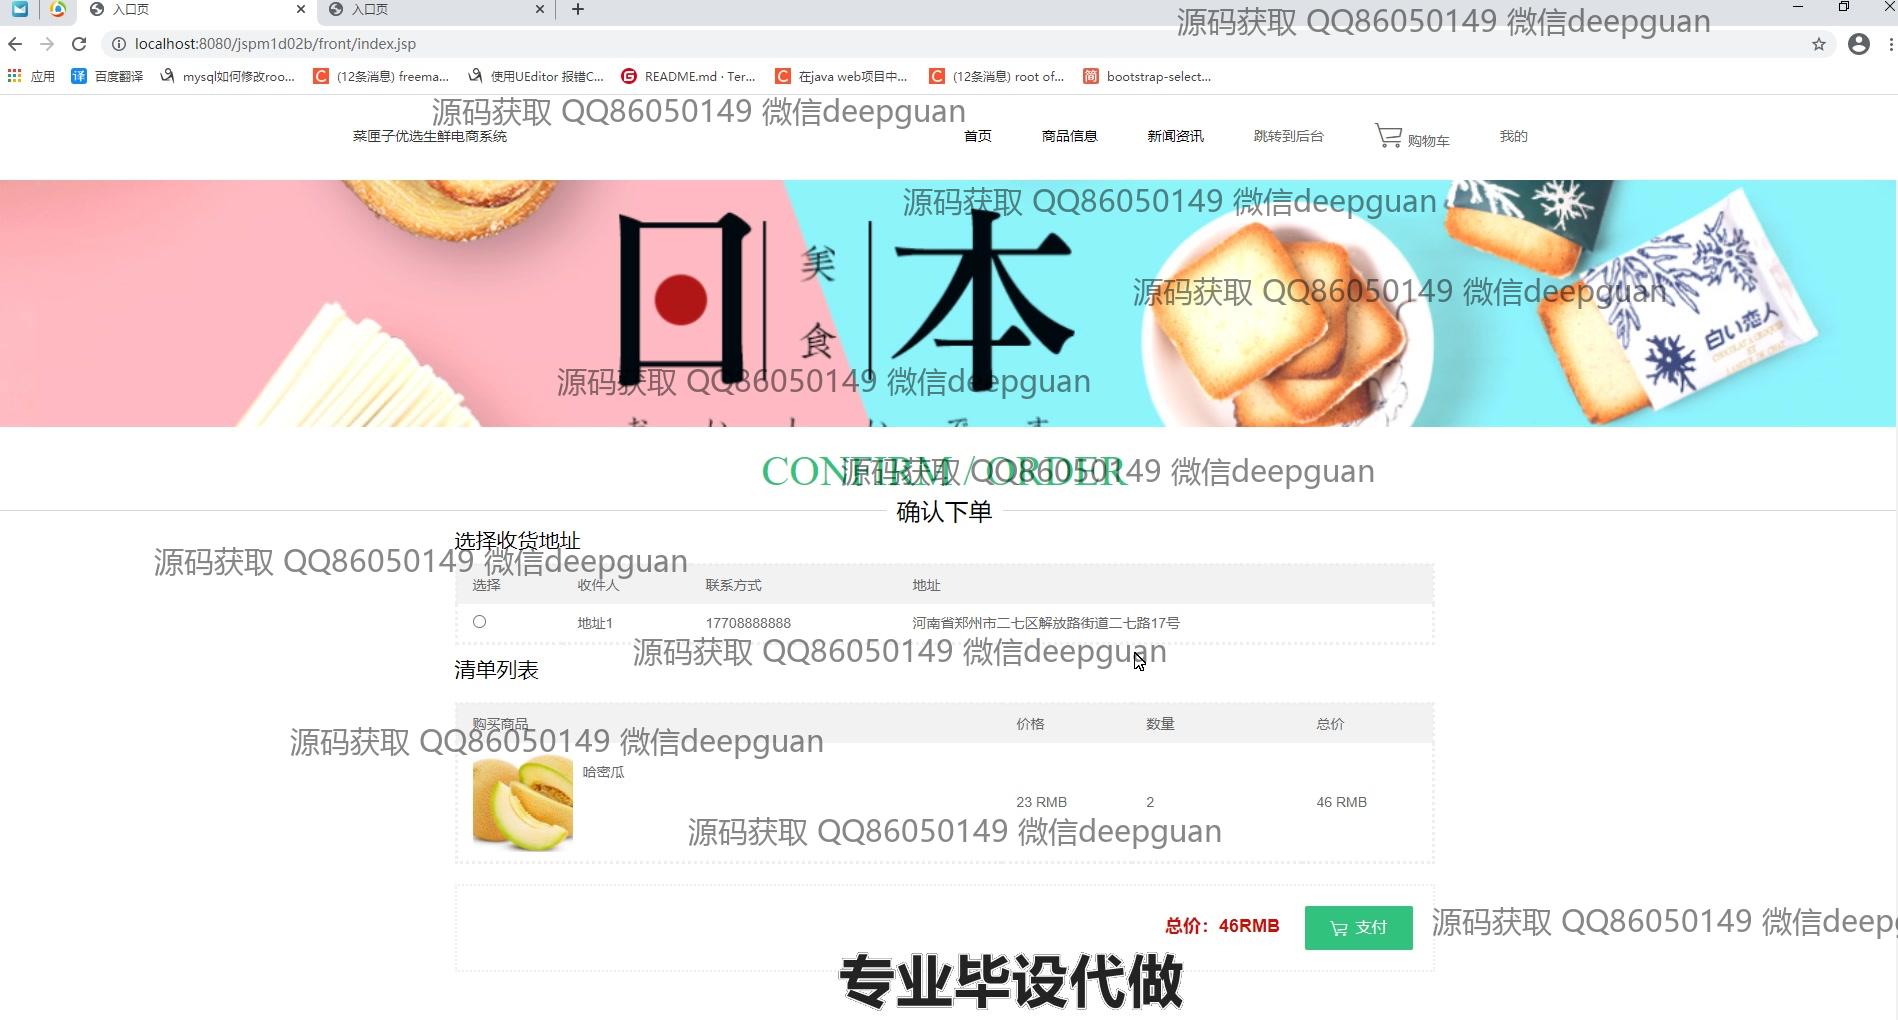 入口页
入口页
源码获取 QQ86050149 微信deepguan
localhost:8080/jspm1d02b/front/index.jsp
应用
百度翻译
mysql如何修改roo...
(12条消息) freema...
使用UEditor 报错C...
README.md · Ter...
在java web项目中...
(12条消息) root of...
bootstrap-select...
源码获取 QQ86050149 微信deepguan
菜匣子优选生鲜电商系统
首页
商品信息
新闻资讯
跳转到后台
购物车
我的
源码获取 QQ86050149 微信deepguan
日本
美食
白い恋人
源码获取 QQ86050149 微信deepguan
源码获取 QQ86050149 微信deepguan
CONFIRM / ORDER
源码获取 QQ86050149 微信deepguan
确认下单
选择收货地址
源码获取 QQ86050149 微信deepguan
选择 收件人 联系方式 地址
地址1 17708888888 河南省郑州市二七区解放路街道二七路17号
源码获取 QQ86050149 微信deepguan
清单列表
购买商品 价格 数量 总价
源码获取 QQ86050149 微信deepguan
哈密瓜
23 RMB 2 46 RMB
源码获取 QQ86050149 微信deepguan
总价：46RMB
支付
源码获取 QQ86050149 微信deep
专业毕设代做